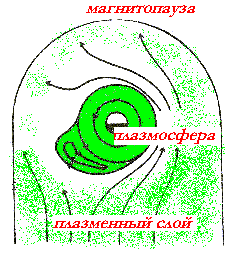 магнитопауза
плазмосфера
плазменный слой